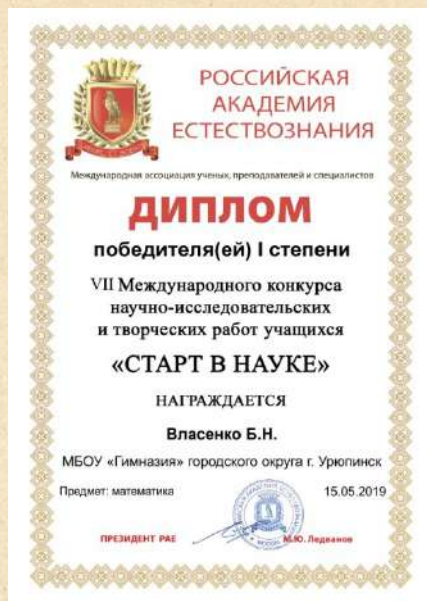 РОССИЙСКАЯ
АКАДЕМИЯ
ЕСТЕСТВОЗНАНИЯ
Международная ассоциация ученых, преподавателей и специалистов
ДИПЛОМ
победителя(ей) I степени
VII Международного конкурса
научно-исследовательских
и творческих работ учащихся
«СТАРТ В НАУКЕ»
НАГРАЖДАЕТСЯ
Власенко Б.Н.
МБОУ «Гимназия» городского округа г. Урюпинск
Предмет: математика 15.05.2019
ПРЕЗИДЕНТ РАЕ М.Ю. Ледванов